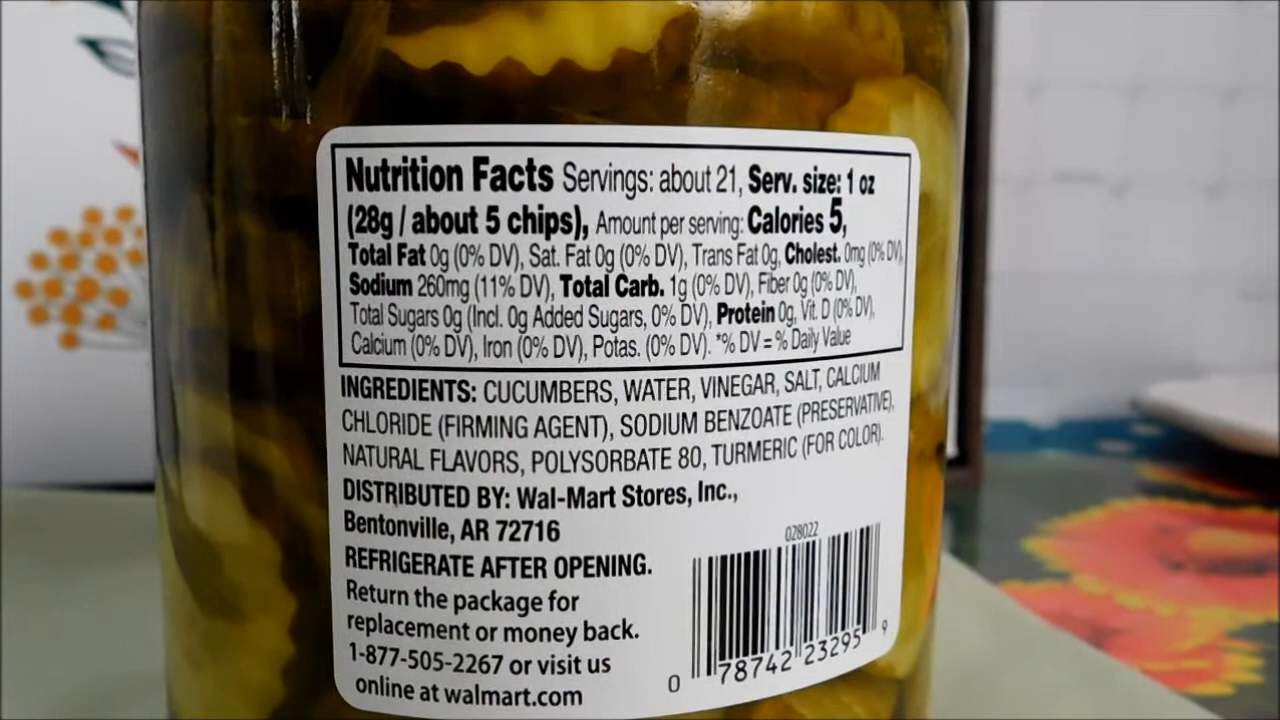 Nutrition Facts Servings: about 21, Serv. size: 1 oz
(28g / about 5 chips), Amount per serving: Calories 5,
Total Fat 0g (0% DV), Sat. Fat 0g (0% DV), Trans Fat 0g, Cholest. 0mg (0% DV),
Sodium 260mg (11% DV), Total Carb. 1g (0% DV), Fiber 0g (0% DV),
Total Sugars 0g (Incl. 0g Added Sugars, 0% DV), Protein 0g, Vit. D (0% DV),
Calcium (0% DV), Iron (0% DV), Potas. (0% DV). *% DV = % Daily Value
INGREDIENTS: CUCUMBERS, WATER, VINEGAR, SALT, CALCIUM
CHLORIDE (FIRMING AGENT), SODIUM BENZOATE (PRESERVATIVE),
NATURAL FLAVORS, POLYSORBATE 80, TURMERIC (FOR COLOR).
DISTRIBUTED BY: Wal-Mart Stores, Inc.,
Bentonville, AR 72716
REFRIGERATE AFTER OPENING.
Return the package for
replacement or money back.
1-877-505-2267 or visit us
online at walmart.com
028022
0 78742 23295 9